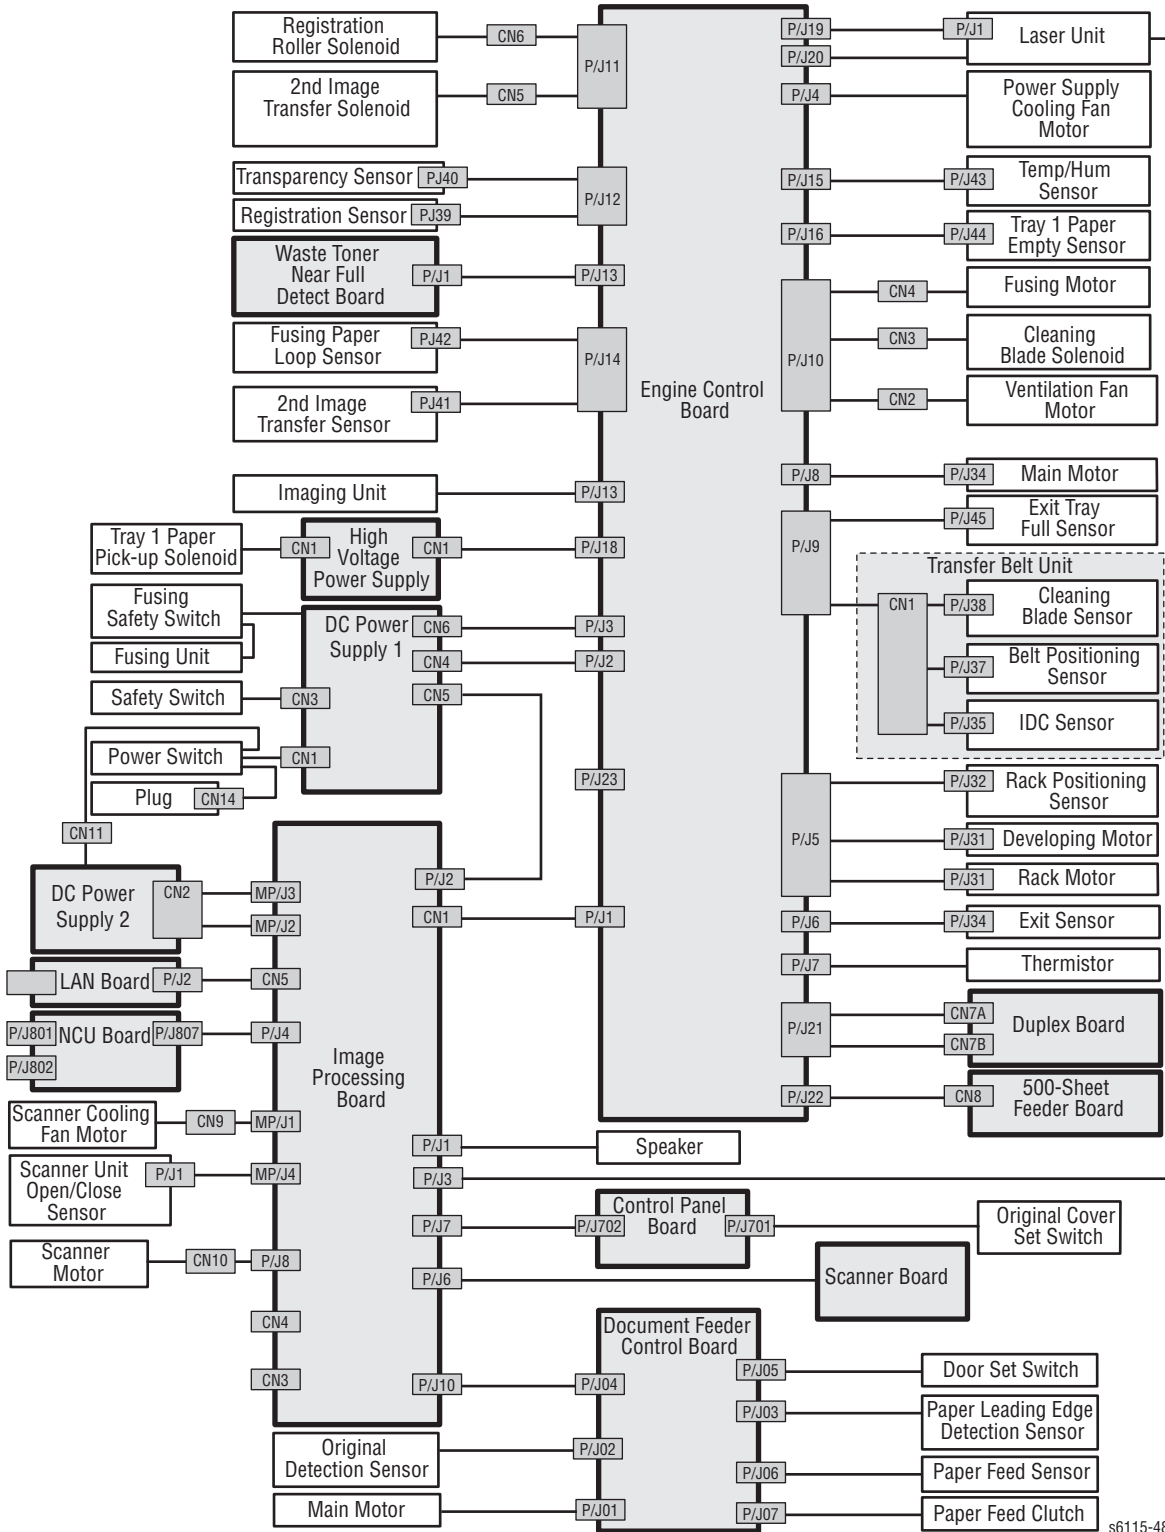 Registration
Roller Solenoid
CN6
2nd Image
Transfer Solenoid
CN5
P/J11
Transparency Sensor
PJ40
Registration Sensor
PJ39
P/J12
Waste Toner
Near Full
Detect Board
P/J1
P/J13
Fusing Paper
Loop Sensor
PJ42
2nd Image
Transfer Sensor
PJ41
P/J14
Imaging Unit
P/J13
Tray 1 Paper
Pick-up Solenoid
CN1
High
Voltage
Power Supply
CN1
P/J18
Fusing
Safety Switch
Fusing Unit
Safety Switch
CN3
Power Switch
CN1
Plug
CN14
CN11
DC Power
Supply 1
CN6
CN4
CN5
P/J3
P/J2
P/J23
P/J1
Engine Control
Board
P/J19
P/J1
Laser Unit
P/J20
P/J4
Power Supply
Cooling Fan
Motor
P/J15
P/J43
Temp/Hum
Sensor
P/J16
P/J44
Tray 1 Paper
Empty Sensor
P/J10
CN4
Fusing Motor
CN3
Cleaning
Blade Solenoid
CN2
Ventilation Fan
Motor
P/J8
P/J34
Main Motor
P/J9
P/J45
Exit Tray
Full Sensor
Transfer Belt Unit
CN1
P/J38
Cleaning
Blade Sensor
P/J37
Belt Positioning
Sensor
P/J35
IDC Sensor
P/J5
P/J32
Rack Positioning
Sensor
P/J31
Developing Motor
P/J31
Rack Motor
P/J6
P/J34
Exit Sensor
P/J7
Thermistor
P/J21
CN7A
CN7B
Duplex Board
P/J22
CN8
500-Sheet
Feeder Board
DC Power
Supply 2
CN2
MP/J3
MP/J2
LAN Board
P/J2
CN5
P/J801
NCU Board
P/J807
P/J802
P/J4
Scanner Cooling
Fan Motor
CN9
MP/J1
Scanner Unit
Open/Close
Sensor
P/J1
MP/J4
Scanner
Motor
CN10
P/J8
CN4
CN3
Image
Processing
Board
P/J2
CN1
P/J1
Speaker
P/J3
P/J7
P/J702
Control Panel
Board
P/J701
Original Cover
Set Switch
P/J6
Scanner Board
P/J10
Document Feeder
Control Board
P/J04
Original
Detection Sensor
P/J02
Main Motor
P/J01
P/J05
Door Set Switch
P/J03
Paper Leading Edge
Detection Sensor
P/J06
Paper Feed Sensor
P/J07
Paper Feed Clutch
s6115-48